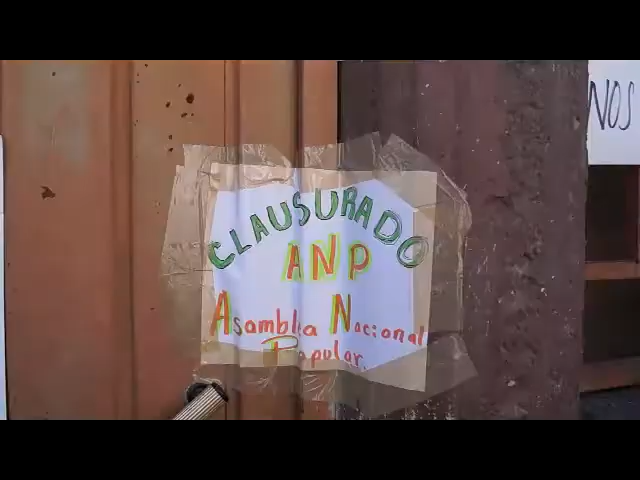 CLAUSURADO
ANP
Asamblea Nacional
Popular.
NOS